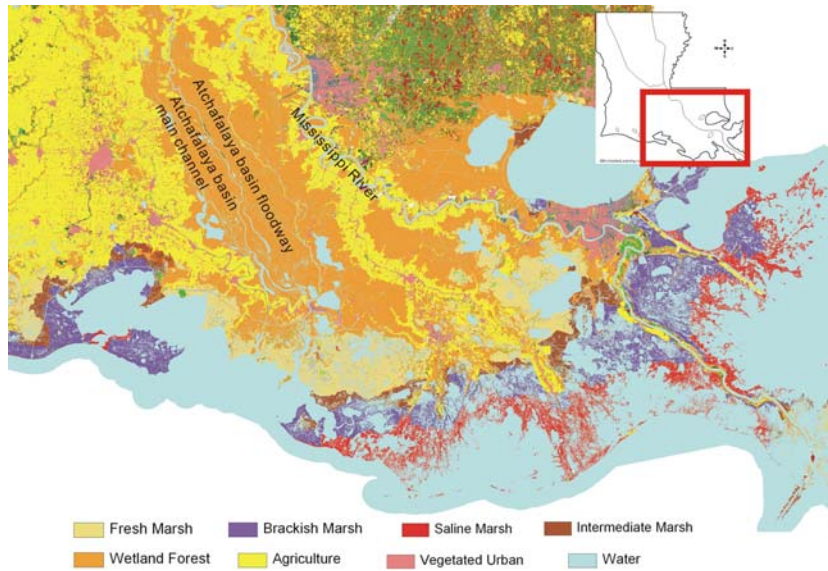 Atchafalaya basin floodway
Atchafalaya basin
main channel
Mississippi River
Fresh Marsh
Brackish Marsh
Saline Marsh
Intermediate Marsh
Wetland Forest
Agriculture
Vegetated Urban
Water